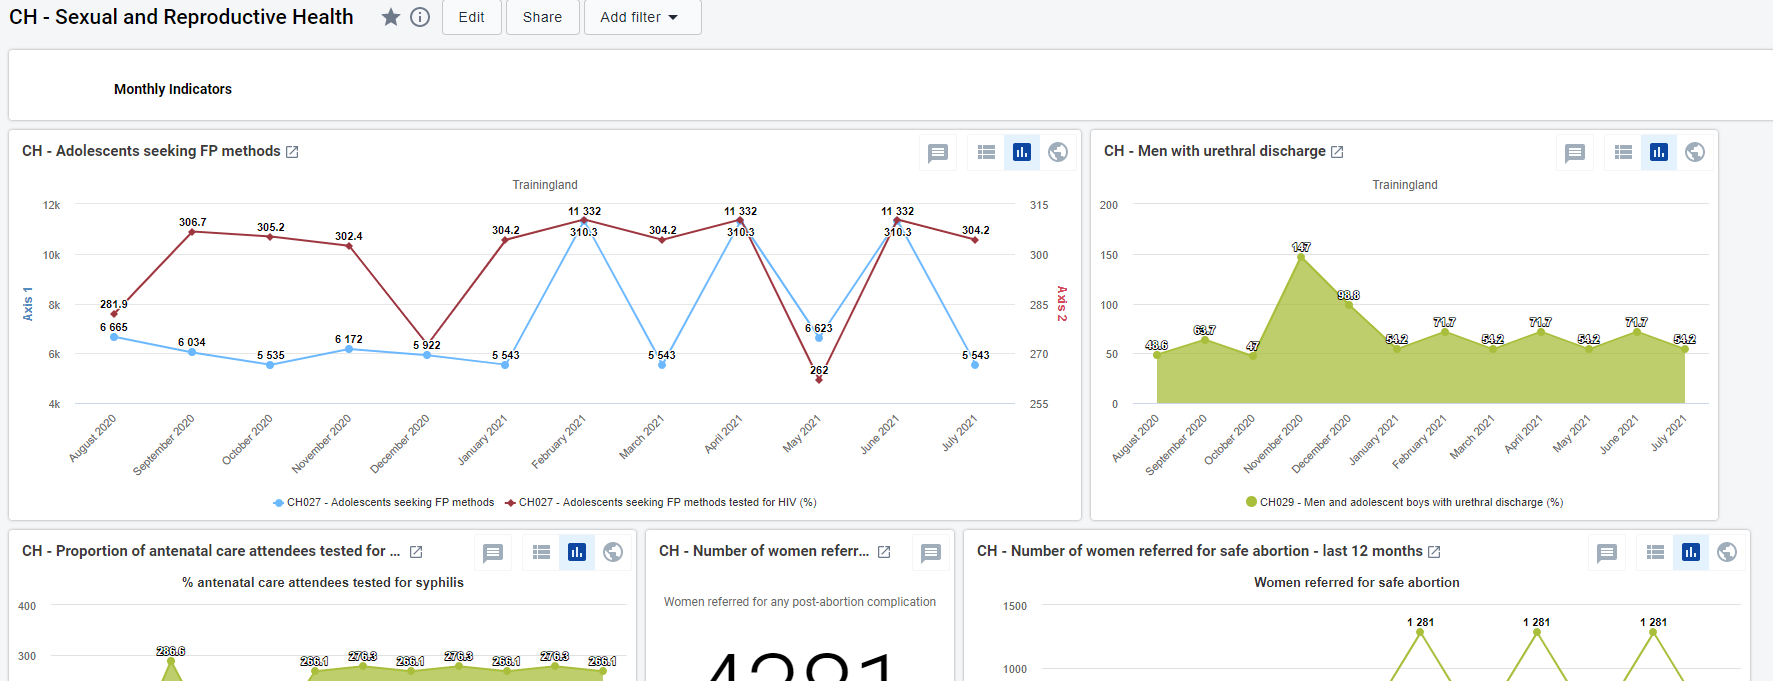 CH - Sexual and Reproductive Health
Edit
Share
Add filter
Monthly Indicators
CH - Adolescents seeking FP methods
Trainingland
12k
10k
8k
6k
4k
Axis 1
315
300
285
270
255
Axis 2
281.9
306.7
305.2
302.4
304.2
11 332
310.3
304.2
11 332
310.3
262
11 332
310.3
304.2
6 665
6 034
5 535
6 172
5 922
5 543
5 543
6 623
5 543
August 2020
September 2020
October 2020
November 2020
December 2020
January 2021
February 2021
March 2021
April 2021
May 2021
June 2021
July 2021
CH027 - Adolescents seeking FP methods
CH027 - Adolescents seeking FP methods tested for HIV (%)
CH - Men with urethral discharge
Trainingland
200
150
100
50
0
48.6
63.7
47
147
98.8
54.2
71.7
54.2
71.7
54.2
71.7
54.2
August 2020
September 2020
October 2020
November 2020
December 2020
January 2021
February 2021
March 2021
April 2021
May 2021
June 2021
July 2021
CH029 - Men and adolescent boys with urethral discharge (%)
CH - Proportion of antenatal care attendees tested for ...
% antenatal care attendees tested for syphilis
400
300
286.6
266.1
276.3
266.1
276.3
266.1
276.3
266.1
CH - Number of women referr...
Women referred for any post-abortion complication
CH - Number of women referred for safe abortion - last 12 months
Women referred for safe abortion
1500
1000
1 281
1 281
1 281